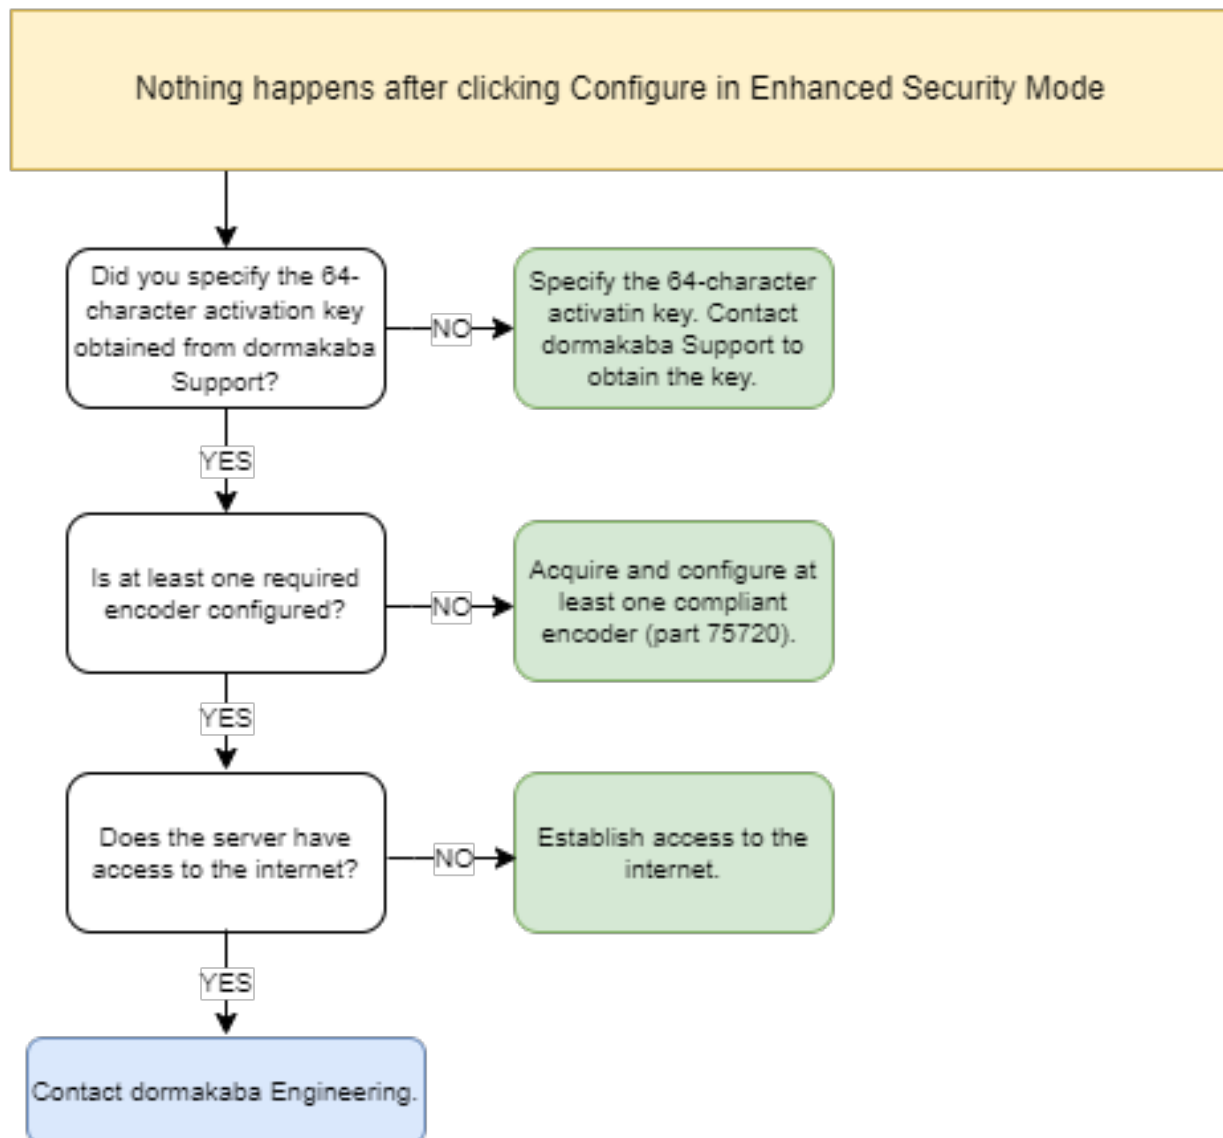 Nothing happens after clicking Configure in Enhanced Security Mode
Did you specify the 64-
character activation key
obtained from dormakaba
Support?
NO
Specify the 64-character
activatin key. Contact
dormakaba Support to
obtain the key.
YES
Is at least one required
encoder configured?
NO
Acquire and configure at
least one compliant
encoder (part 75720).
YES
Does the server have
access to the internet?
NO
Establish access to the
internet.
YES
Contact dormakaba Engineering.